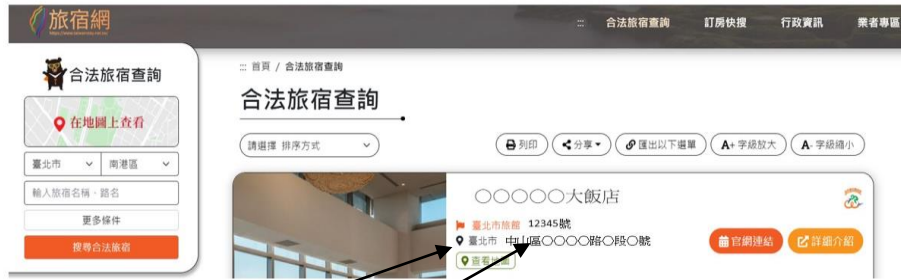 旅宿網
::: 合法旅宿查詢 訂房快搜 行政資訊 業者專區
合法旅宿查詢
在地圖上查看
臺北市 南港區
輸入旅宿名稱、路名
更多條件
搜尋合法旅宿
::: 首頁 / 合法旅宿查詢
合法旅宿查詢
請選擇 排序方式
列印 分享 匯出以下選單 A+ 字級放大 A- 字級縮小
○○○○○大飯店
臺北市旅館 12345號
臺北市 中山區○○○○路○段○號
查看地圖
官網連結 詳細介紹